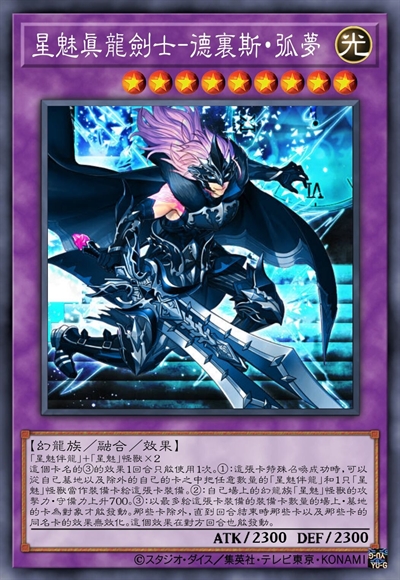 星魅眞龍劍士-德裏斯・弧夢
光
【幻龍族／融合／效果】
「星魅伴龍」+「星魅」怪獸×2
這個卡名的③的效果1回合只能使用1次。①：這張卡特殊召喚成功時，可以
從自己墓地以及除外的自己的卡之中把任意數量的「星魅伴龍」和1只「星
魅」怪獸當作裝備卡給這張卡裝備。②：自己場上的幻龍族「星魅」怪獸的攻
擊力・守備力上升700。③：以最多給這張卡裝備的裝備卡數量的場上・墓地
的卡為對象才能發動。那些卡除外，直到回合結束時那些卡以及那些卡的
同名卡的效果無效化。這個效果在對方回合也能發動。
ATK / 2300 DEF / 2300
©スタジオ・ダイス／集英社・テレビ東京・KONAMI